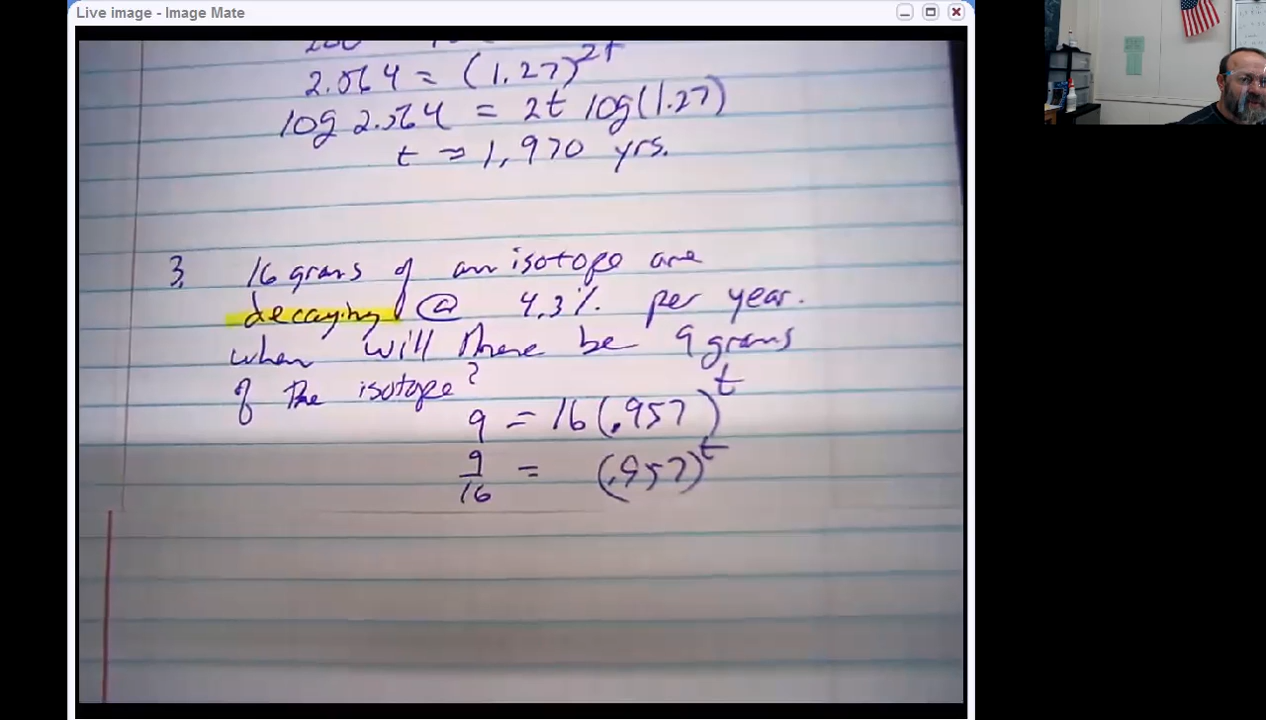 Live image - Image Mate
2.064 = (1.27)^2t
log 2.064 = 2t log(1.27)
t ≈ 1,970 yrs.
3. 16 grams of an isotope are
decaying @ 4.3% per year.
when will there be 9 grams
of the isotope?
9 = 16(.957)^t
9/16 = (.957)^t